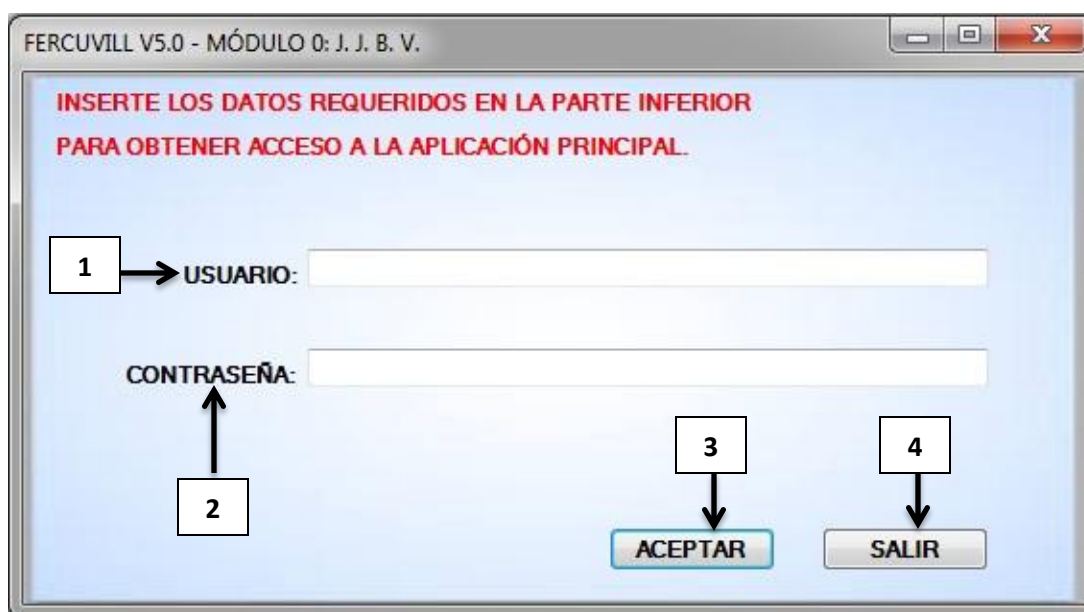 FERCUVILL V5.0 - MÓDULO 0: J. J. B. V.
INSERTE LOS DATOS REQUERIDOS EN LA PARTE INFERIOR
PARA OBTENER ACCESO A LA APLICACIÓN PRINCIPAL.
1
USUARIO:
CONTRASEÑA:
2
3
4
ACEPTAR
SALIR